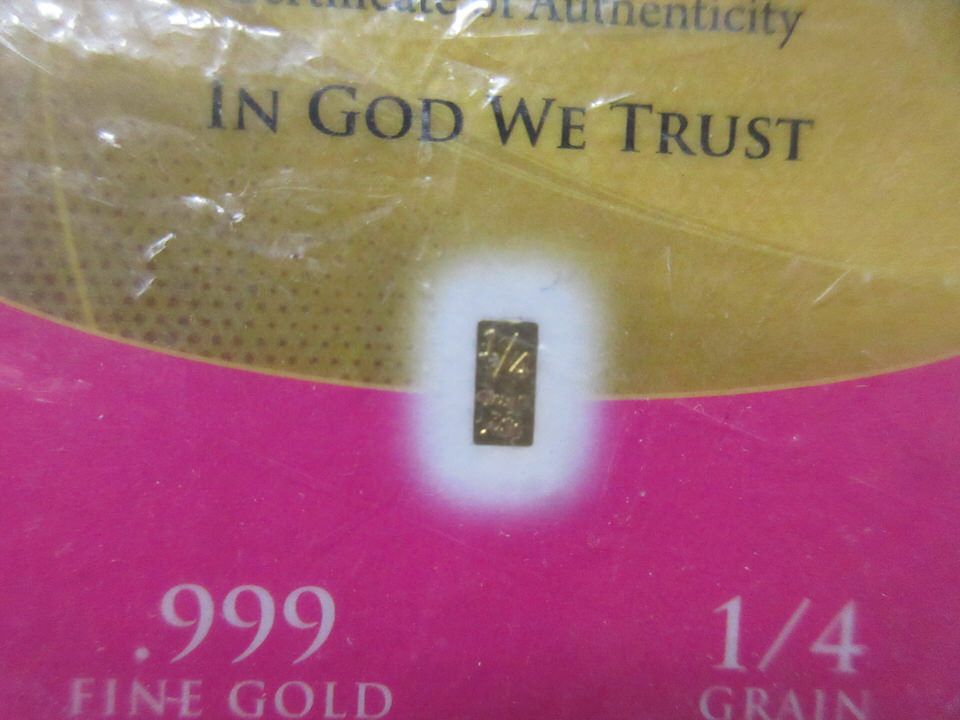 Certificate of Authenticity
IN GOD WE TRUST
1/4
.999
FINE GOLD
1/4
GRAIN